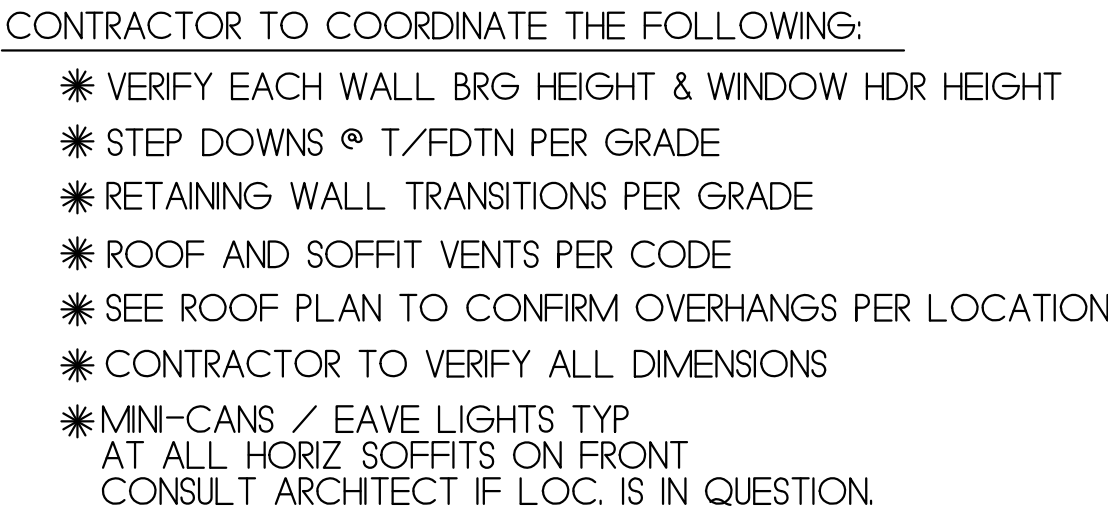 CONTRACTOR TO COORDINATE THE FOLLOWING:
✳ VERIFY EACH WALL BRG HEIGHT & WINDOW HDR HEIGHT
✳ STEP DOWNS @ T/FDTN PER GRADE
✳ RETAINING WALL TRANSITIONS PER GRADE
✳ ROOF AND SOFFIT VENTS PER CODE
✳ SEE ROOF PLAN TO CONFIRM OVERHANGS PER LOCATION
✳ CONTRACTOR TO VERIFY ALL DIMENSIONS
✳ MINI-CANS / EAVE LIGHTS TYP
AT ALL HORIZ SOFFITS ON FRONT
CONSULT ARCHITECT IF LOC. IS IN QUESTION.